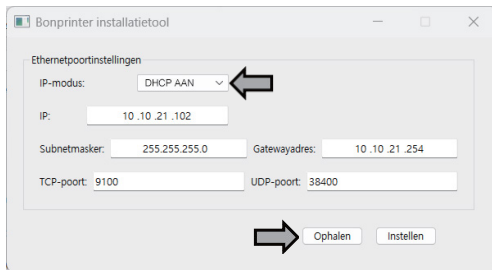 Bonprinter installatietool
Ethernetpoortinstellingen
IP-modus: DHCP AAN
IP: 10 .10 .21 .102
Subnetmasker: 255.255.255.0 Gatewayadres: 10 .10 .21 .254
TCP-poort: 9100 UDP-poort: 38400
Ophalen Instellen